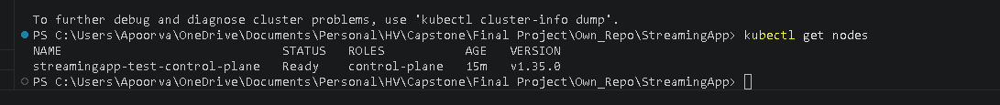 To further debug and diagnose cluster problems, use 'kubectl cluster-info dump'.
PS C:\Users\Apoorva\OneDrive\Documents\Personal\HV\Capstone\Final Project\Own_Repo\StreamingApp> kubectl get nodes
NAME                         STATUS   ROLES           AGE   VERSION
streamingapp-test-control-plane   Ready    control-plane   15m   v1.35.0
PS C:\Users\Apoorva\OneDrive\Documents\Personal\HV\Capstone\Final Project\Own_Repo\StreamingApp>